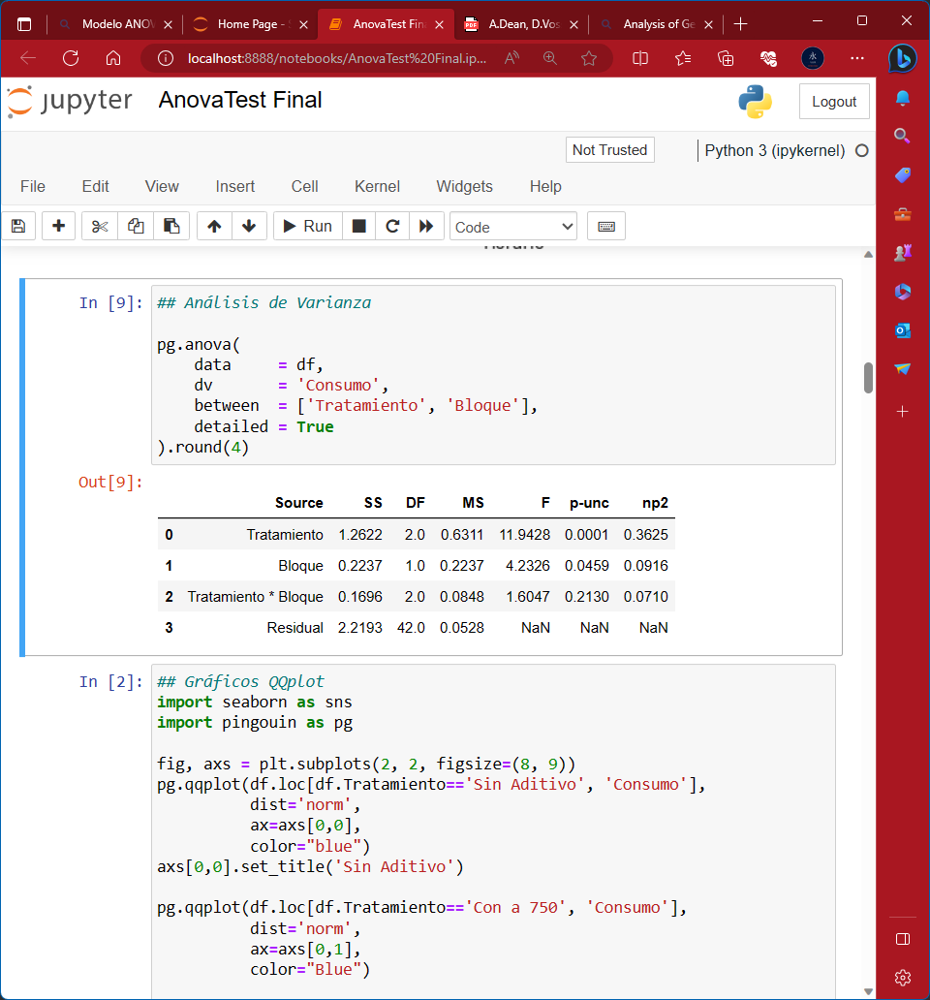 Modelo ANOV
Home Page -
AnovaTest Fin
A.Dean, D.Vos
Analysis of Ge
localhost:8888/notebooks/AnovaTest%20Final.ip...
jupyter AnovaTest Final
Logout
Not Trusted
Python 3 (ipykernel)
File Edit View Insert Cell Kernel Widgets Help
Run
Code
In [9]:
## Análisis de Varianza
pg.anova(
    data     = df,
    dv       = 'Consumo',
    between  = ['Tratamiento', 'Bloque'],
    detailed = True
).round(4)
Out[9]:
Source SS DF MS F p-unc np2
0 Tratamiento 1.2622 2.0 0.6311 11.9428 0.0001 0.3625
1 Bloque 0.2237 1.0 0.2237 4.2326 0.0459 0.0916
2 Tratamiento * Bloque 0.1696 2.0 0.0848 1.6047 0.2130 0.0710
3 Residual 2.2193 42.0 0.0528 NaN NaN NaN
In [2]:
## Gráficos QQplot
import seaborn as sns
import pingouin as pg
fig, axs = plt.subplots(2, 2, figsize=(8, 9))
pg.qqplot(df.loc[df.Tratamiento=='Sin Aditivo', 'Consumo'],
          dist='norm',
          ax=axs[0,0],
          color="blue")
axs[0,0].set_title('Sin Aditivo')
pg.qqplot(df.loc[df.Tratamiento=='Con a 750', 'Consumo'],
          dist='norm',
          ax=axs[0,1],
          color="Blue")